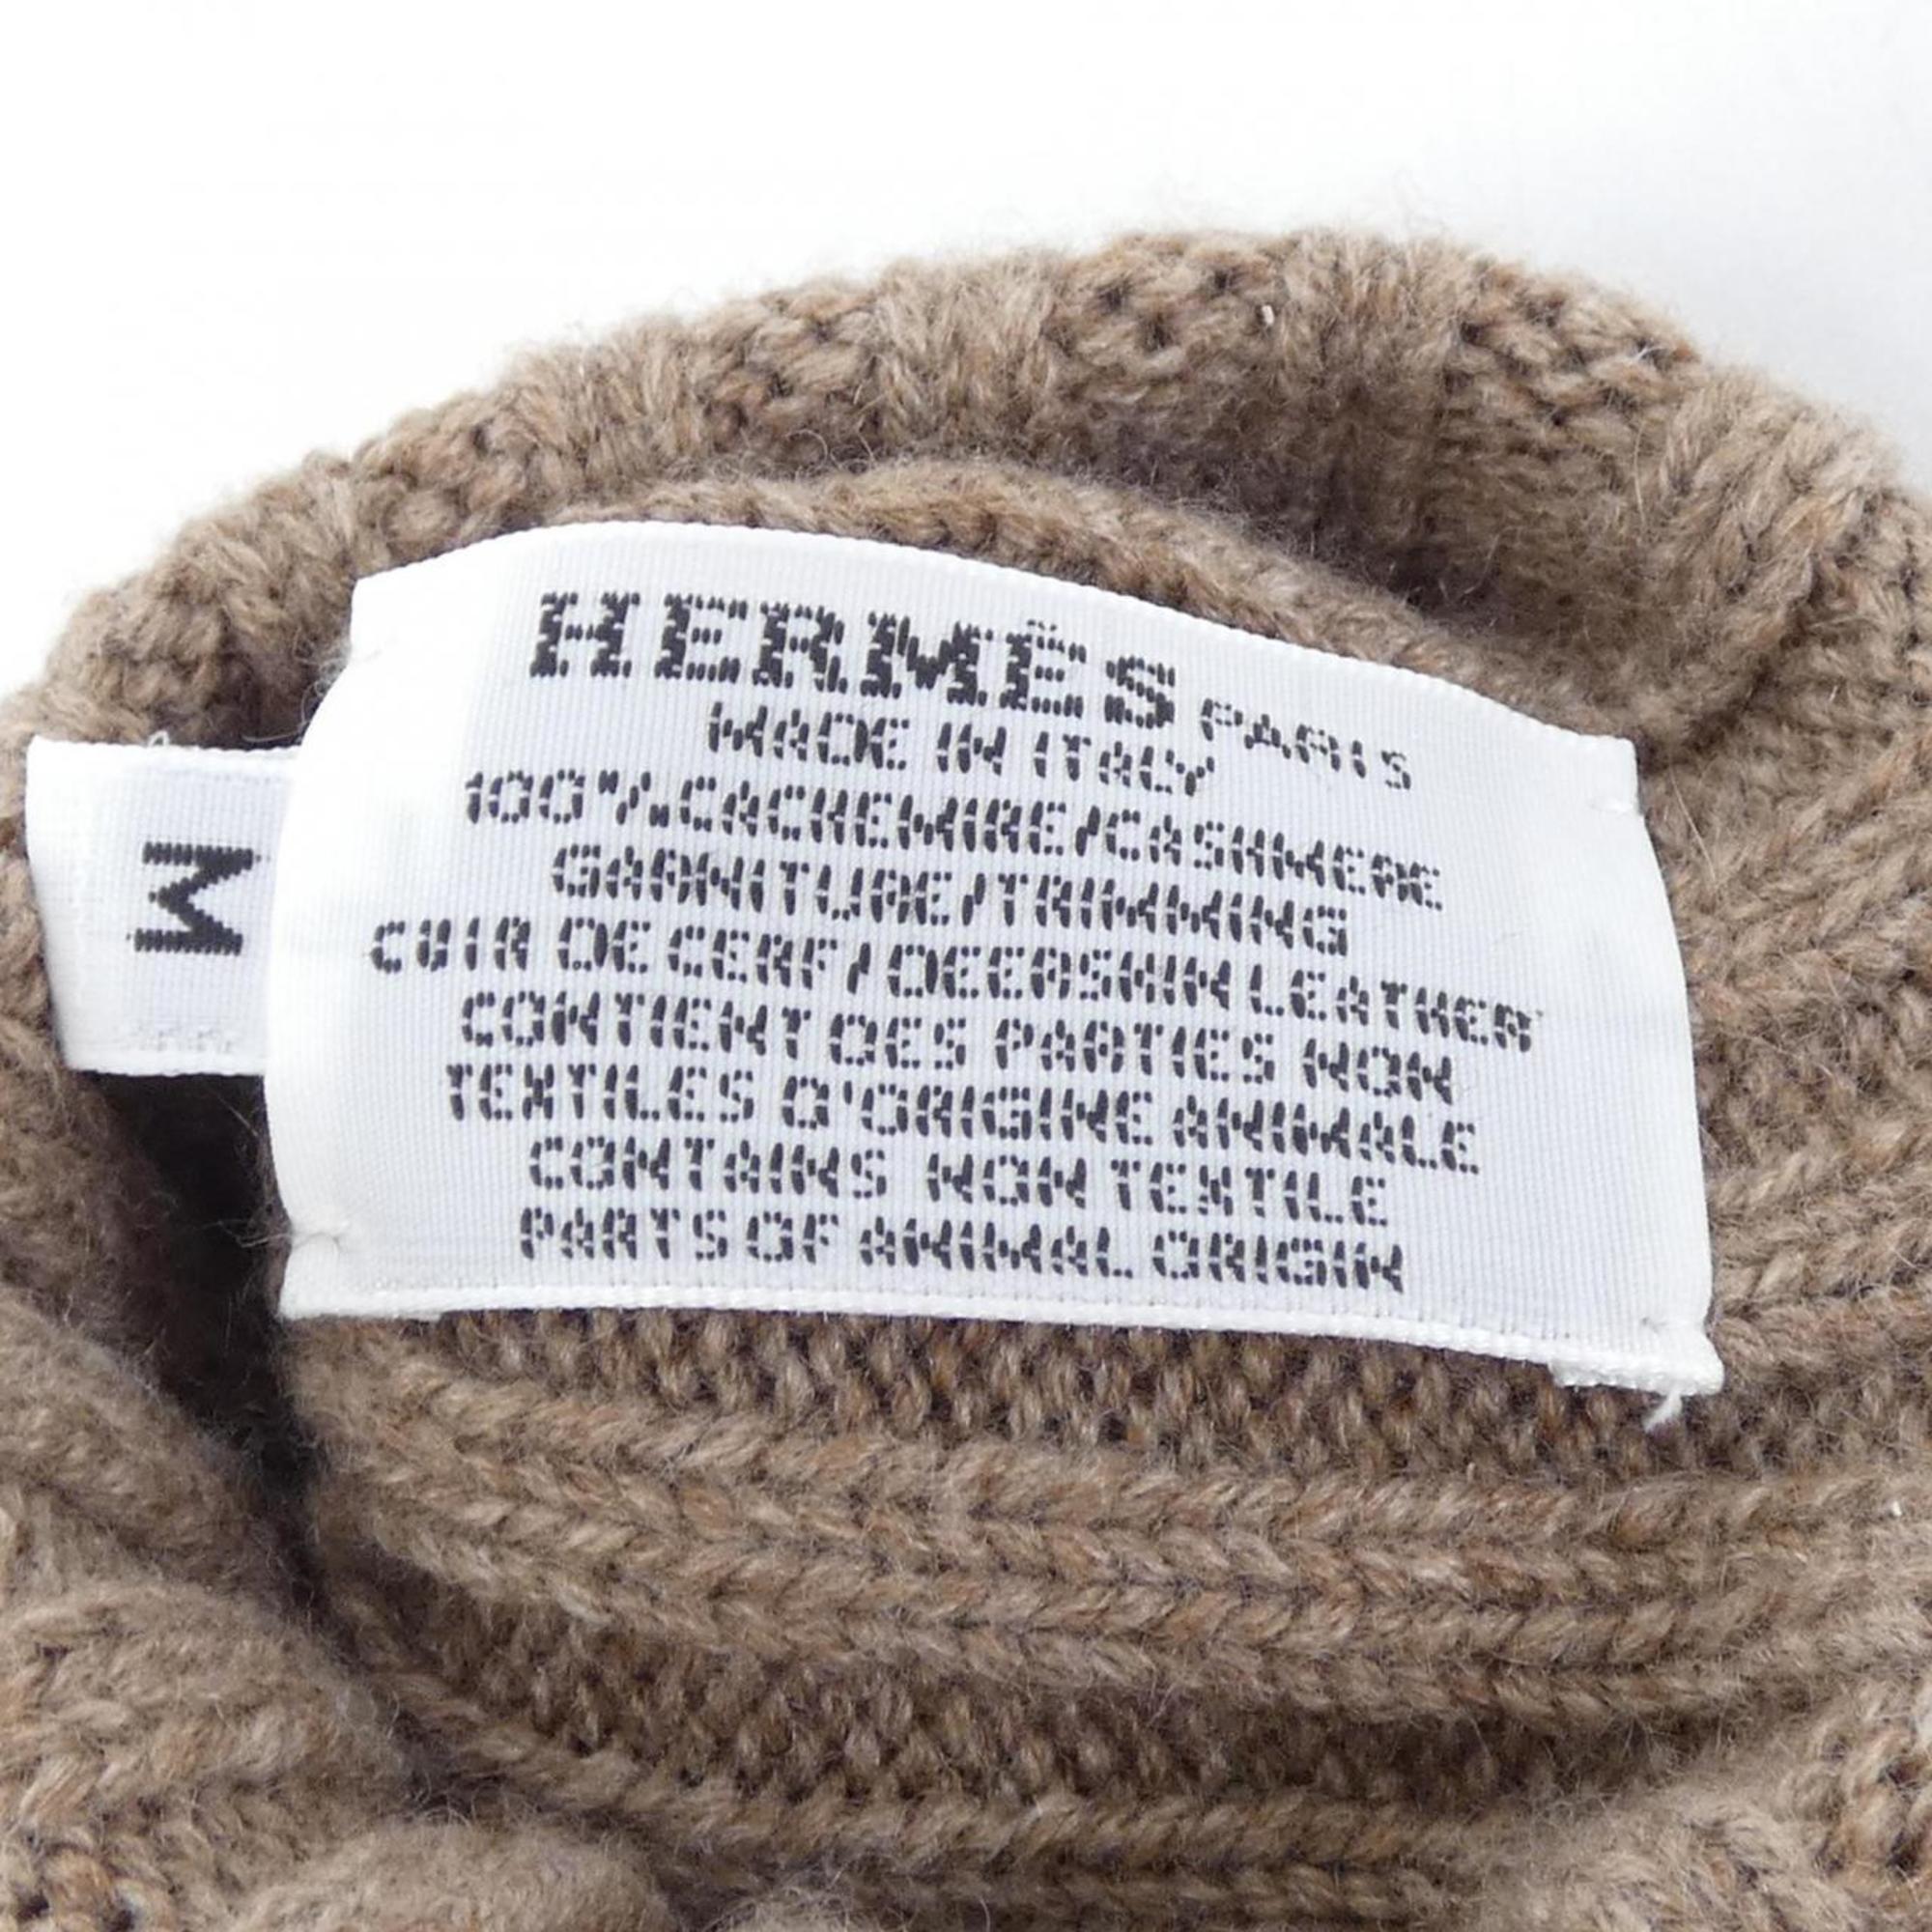 HERMÈS PARIS
MADE IN ITALY
100%CACHEMIRE/CASHMERE
GARNITURE/TRIMMING
CUIR DE CERF/DEERSKIN LEATHER
CONTIENT DES PARTIES NON
TEXTILES D'ORIGINE ANIMALE
CONTAINS NON TEXTILE
PARTS OF ANIMAL ORIGIN
M